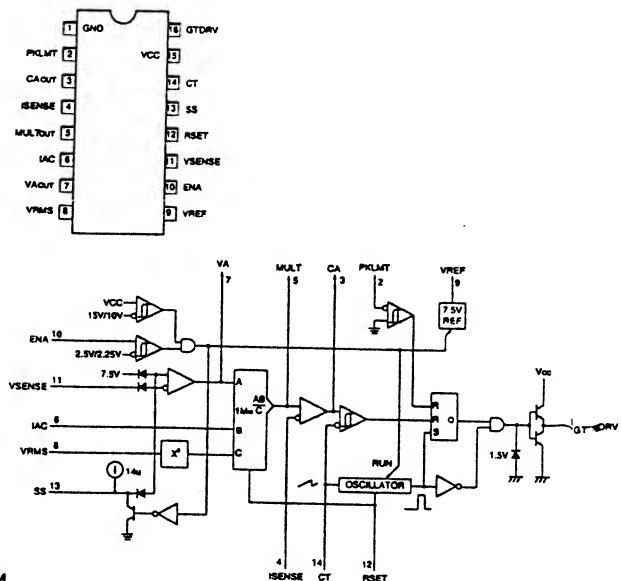 1 GND
GTDRV 16
PKLMT 2
VCC 15
CAOUT 3
14 CT
ISENSE 4
13 SS
MULTOUT 5
12 RSET
IAC 6
11 VSENSE
VAOUT 7
10 ENA
VRMS 8
9 VREF
VA
7
MULT
5
CA
3
PKLMT
2
VREF
9
VCC
15V/10V
7.5V
REF
ENA 10
2.5V/2.25V
7.5V
VSENSE 11
A
AB
C
IAC 6
B
VRMS 8
X²
C
14u
SS 13
R
R
S
Q
Vcc
GT DRV
1.5V
RUN
OSCILLATOR
4
ISENSE
14
CT
12
RSET